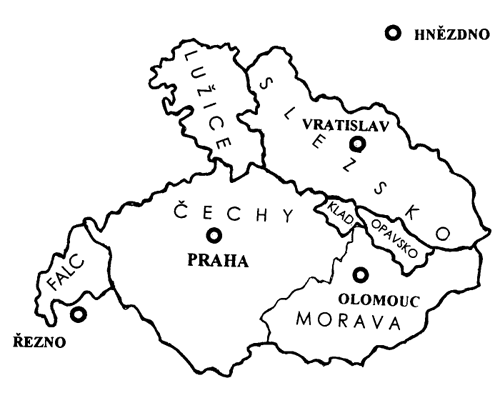 HNĚZDNO
LUŽICE
SLEZSKO
VRATISLAV
ČECHY
KLAD
OPAVSKO
PRAHA
FALC
OLOMOUC
MORAVA
ŘEZNO